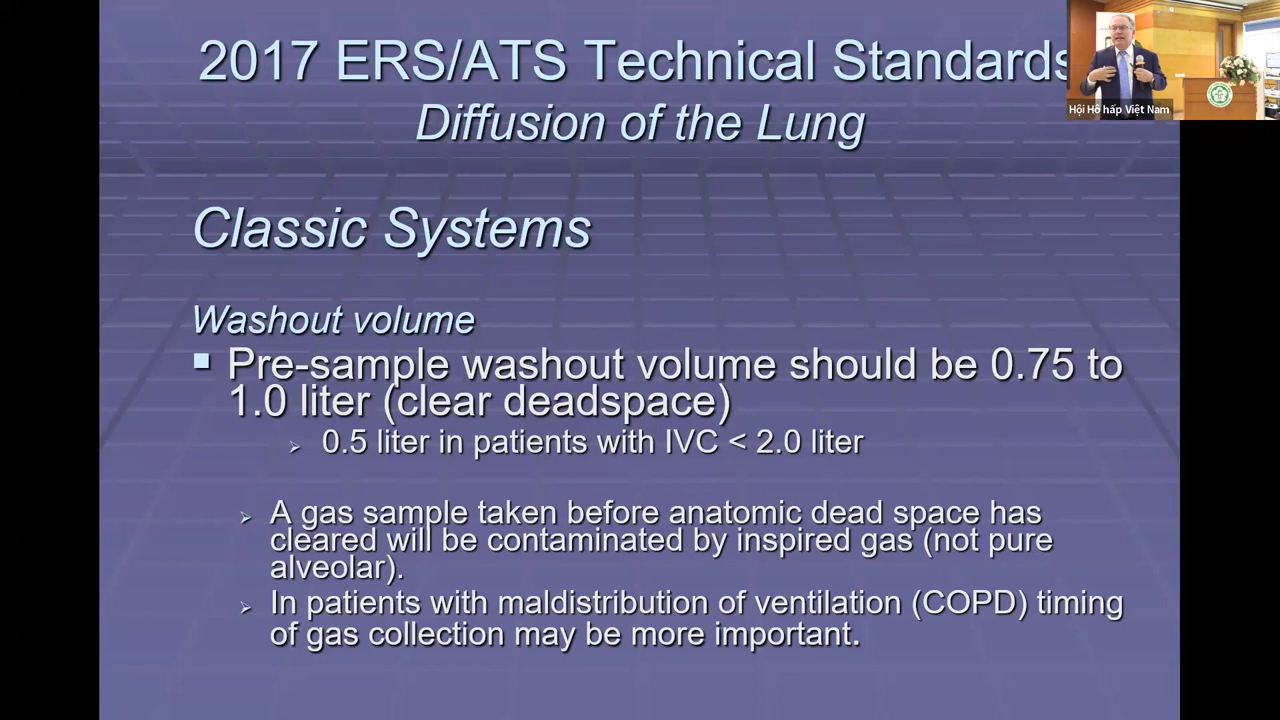 2017 ERS/ATS Technical Standards
Diffusion of the Lung
Hội Hô hấp Việt Nam
Classic Systems
Washout volume
Pre-sample washout volume should be 0.75 to
1.0 liter (clear deadspace)
0.5 liter in patients with IVC < 2.0 liter
A gas sample taken before anatomic dead space has
cleared will be contaminated by inspired gas (not pure
alveolar).
In patients with maldistribution of ventilation (COPD) timing
of gas collection may be more important.